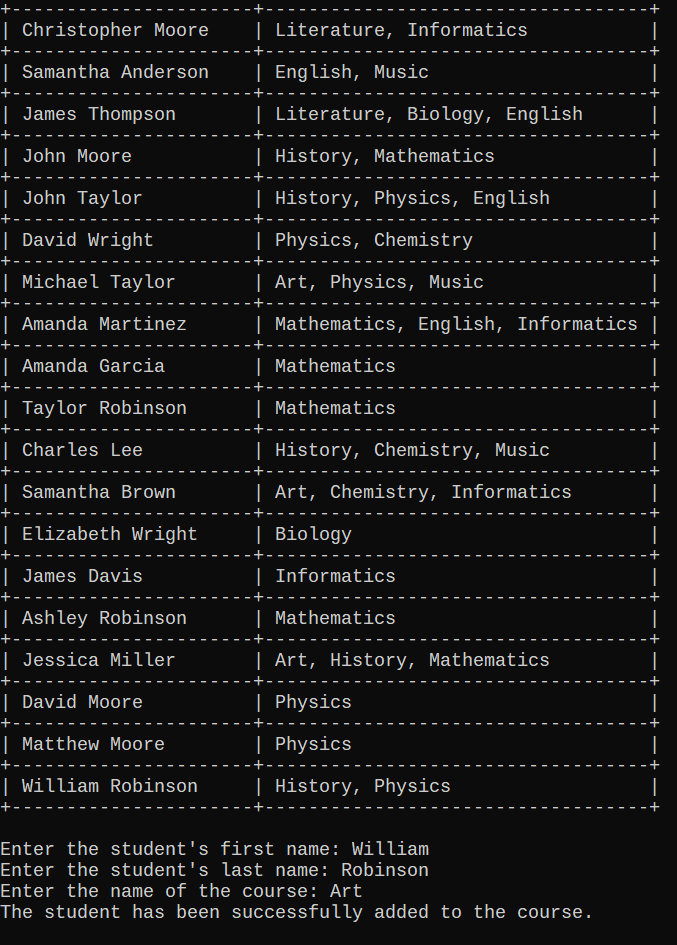 +----------------------+-----------------------------------+
| Christopher Moore    | Literature, Informatics           |
+----------------------+-----------------------------------+
| Samantha Anderson    | English, Music                    |
+----------------------+-----------------------------------+
| James Thompson       | Literature, Biology, English      |
+----------------------+-----------------------------------+
| John Moore           | History, Mathematics              |
+----------------------+-----------------------------------+
| John Taylor          | History, Physics, English         |
+----------------------+-----------------------------------+
| David Wright         | Physics, Chemistry                |
+----------------------+-----------------------------------+
| Michael Taylor       | Art, Physics, Music               |
+----------------------+-----------------------------------+
| Amanda Martinez      | Mathematics, English, Informatics |
+----------------------+-----------------------------------+
| Amanda Garcia        | Mathematics                       |
+----------------------+-----------------------------------+
| Taylor Robinson      | Mathematics                       |
+----------------------+-----------------------------------+
| Charles Lee          | History, Chemistry, Music         |
+----------------------+-----------------------------------+
| Samantha Brown       | Art, Chemistry, Informatics       |
+----------------------+-----------------------------------+
| Elizabeth Wright     | Biology                           |
+----------------------+-----------------------------------+
| James Davis          | Informatics                       |
+----------------------+-----------------------------------+
| Ashley Robinson      | Mathematics                       |
+----------------------+-----------------------------------+
| Jessica Miller       | Art, History, Mathematics         |
+----------------------+-----------------------------------+
| David Moore          | Physics                           |
+----------------------+-----------------------------------+
| Matthew Moore        | Physics                           |
+----------------------+-----------------------------------+
| William Robinson     | History, Physics                  |
+----------------------+-----------------------------------+

Enter the student's first name: William
Enter the student's last name: Robinson
Enter the name of the course: Art
The student has been successfully added to the course.